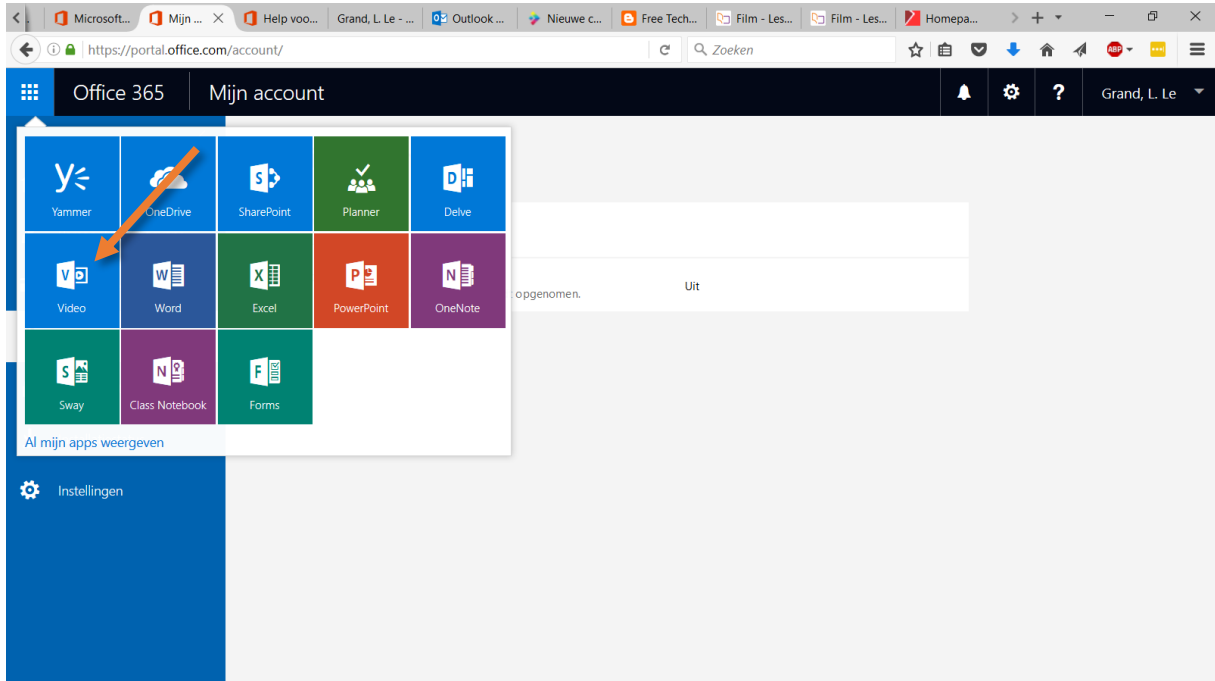 Microsoft... Mijn ... Help voo... Grand, L. Le - ... Outlook ... Nieuwe c... Free Tech... Film - Les... Film - Les... Homepa...
https://portal.office.com/account/ Zoeken ABP
Office 365 Mijn account ? Grand, L. Le
Yammer OneDrive SharePoint Planner Delve
Video Word Excel PowerPoint OneNote
opgenomen. Uit
Sway Class Notebook Forms
Al mijn apps weergeven
Instellingen